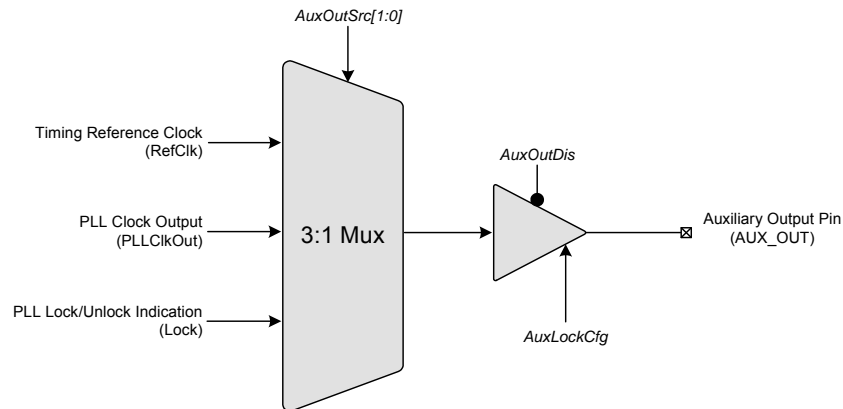 AuxOutSrc[1:0]
Timing Reference Clock
(RefClk)
AuxOutDis
PLL Clock Output
(PLLClkOut)
3:1 Mux
Auxiliary Output Pin
(AUX_OUT)
PLL Lock/Unlock Indication
(Lock)
AuxLockCfg